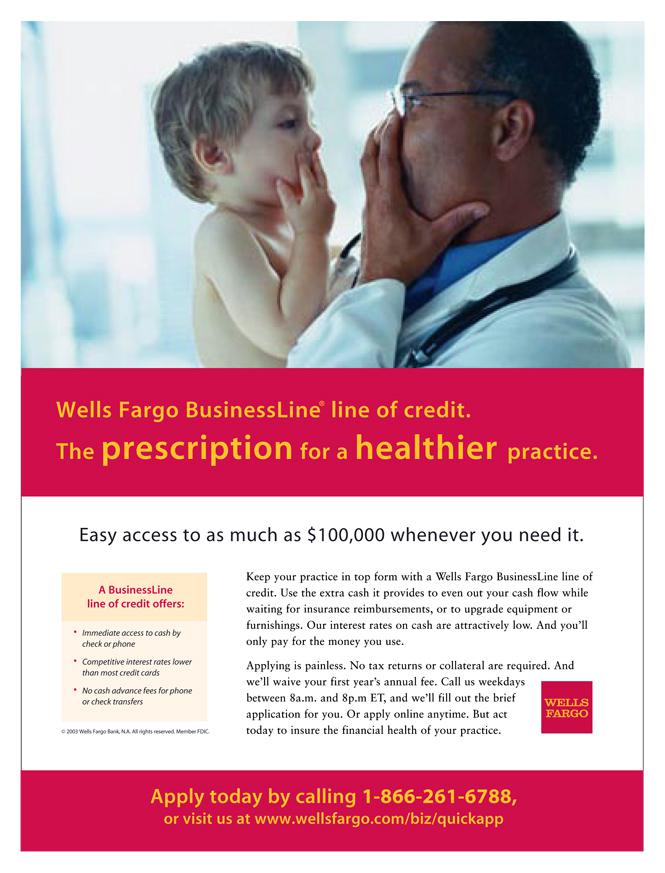 Wells Fargo BusinessLine® line of credit.
The prescription for a healthier practice.
Easy access to as much as $100,000 whenever you need it.
A BusinessLine
line of credit offers:
• Immediate access to cash by
check or phone
• Competitive interest rates lower
than most credit cards
• No cash advance fees for phone
or check transfers
© 2003 Wells Fargo Bank, N.A. All rights reserved. Member FDIC.
Keep your practice in top form with a Wells Fargo BusinessLine line of
credit. Use the extra cash it provides to even out your cash flow while
waiting for insurance reimbursements, or to upgrade equipment or
furnishings. Our interest rates on cash are attractively low. And you'll
only pay for the money you use.
Applying is painless. No tax returns or collateral are required. And
we'll waive your first year's annual fee. Call us weekdays
between 8a.m. and 8p.m ET, and we'll fill out the brief
application for you. Or apply online anytime. But act
today to insure the financial health of your practice.
WELLS
FARGO
Apply today by calling 1-866-261-6788,
or visit us at www.wellsfargo.com/biz/quickapp